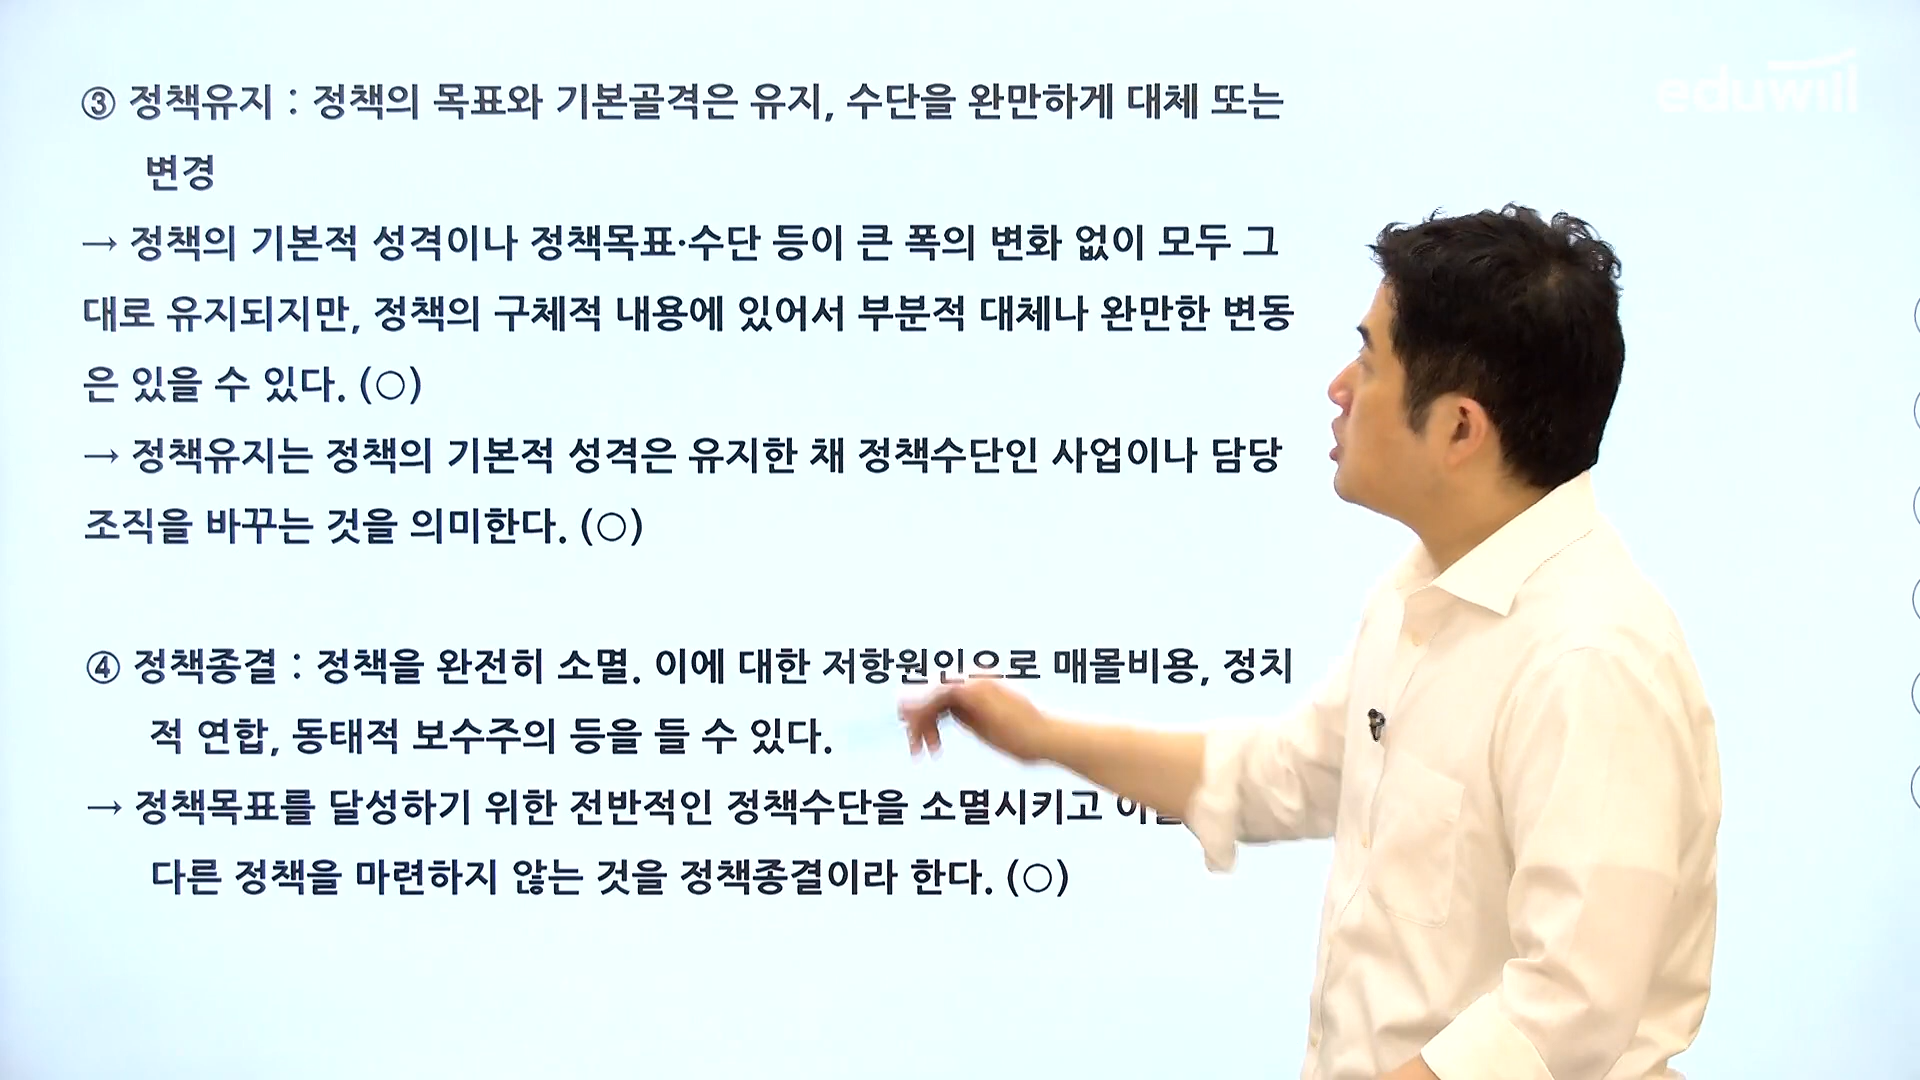 eduwill
③ 정책유지 : 정책의 목표와 기본골격은 유지, 수단을 완만하게 대체 또는
변경
→ 정책의 기본적 성격이나 정책목표·수단 등이 큰 폭의 변화 없이 모두 그
대로 유지되지만, 정책의 구체적 내용에 있어서 부분적 대체나 완만한 변동
은 있을 수 있다. (○)
→ 정책유지는 정책의 기본적 성격은 유지한 채 정책수단인 사업이나 담당
조직을 바꾸는 것을 의미한다. (○)
④ 정책종결 : 정책을 완전히 소멸. 이에 대한 저항원인으로 매몰비용, 정치
적 연합, 동태적 보수주의 등을 들 수 있다.
→ 정책목표를 달성하기 위한 전반적인 정책수단을 소멸시키고
다른 정책을 마련하지 않는 것을 정책종결이라 한다. (○)